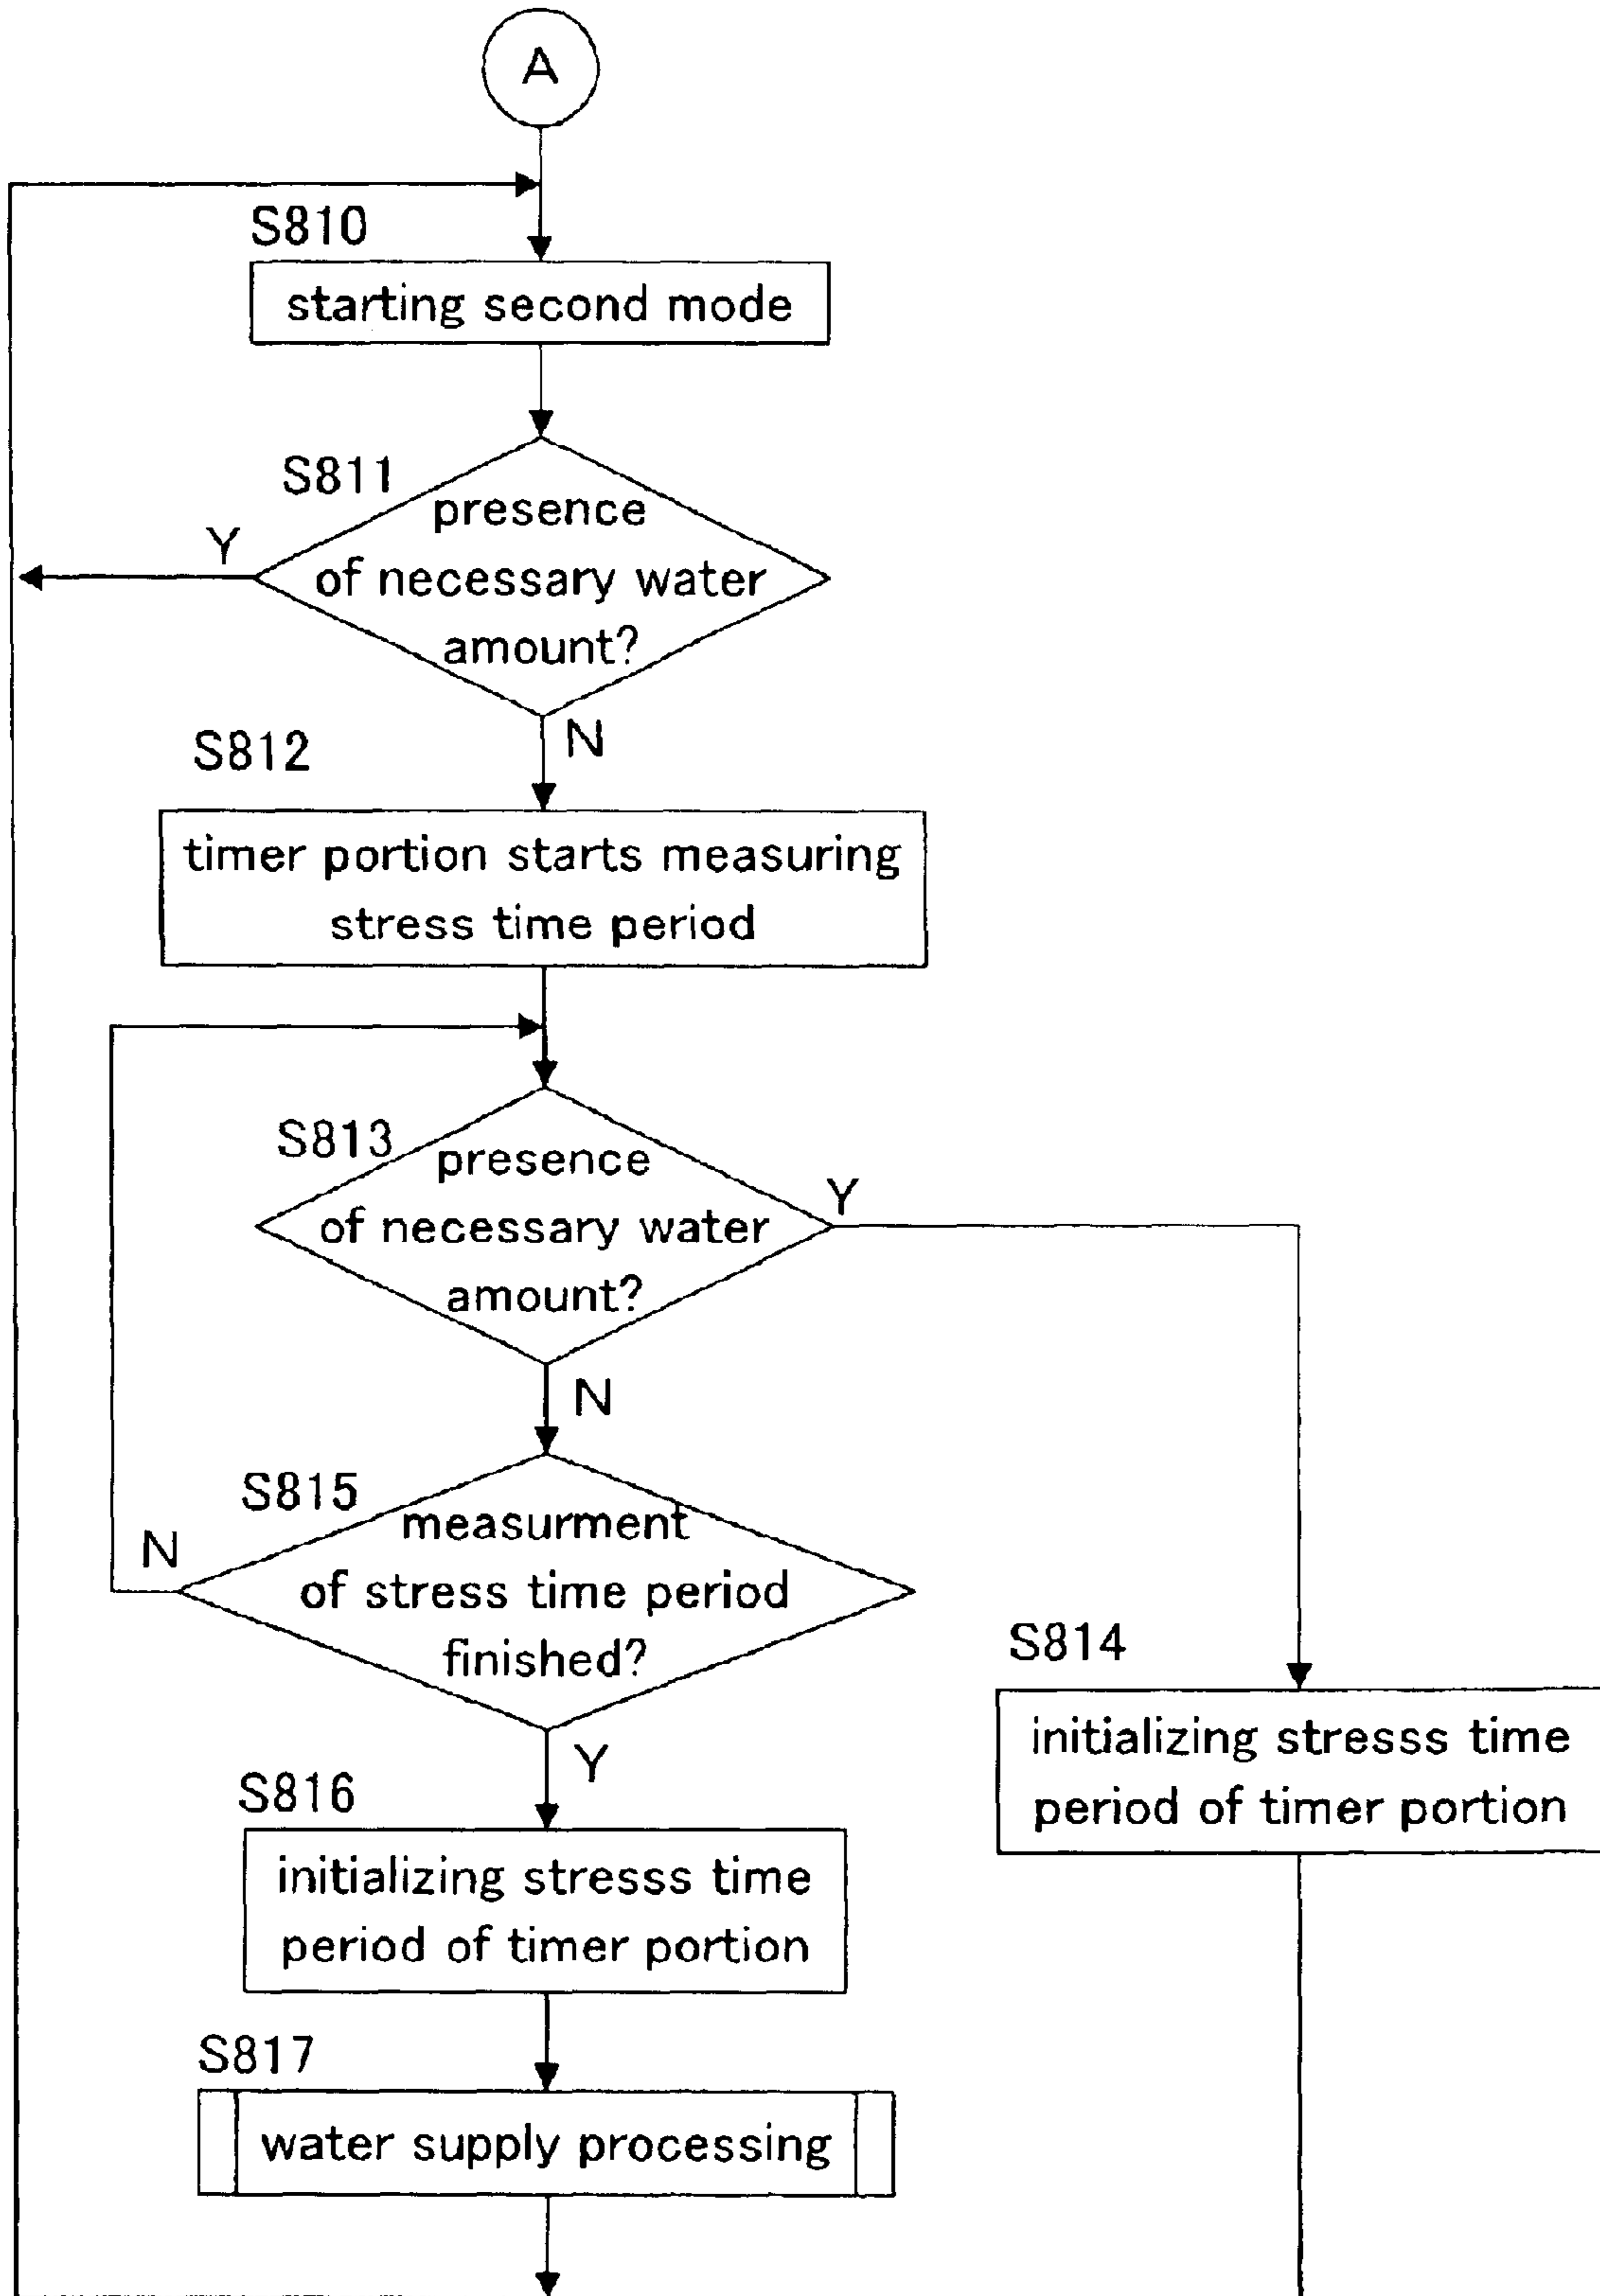 A
S810
starting second mode
S811
presence
of necessary water
amount?
Y
N
S812
timer portion starts measuring
stress time period
S813
presence
of necessary water
amount?
Y
N
S815
measurment
of stress time period
finished?
N
Y
S814
initializing stresss time
period of timer portion
S816
initializing stresss time
period of timer portion
S817
water supply processing